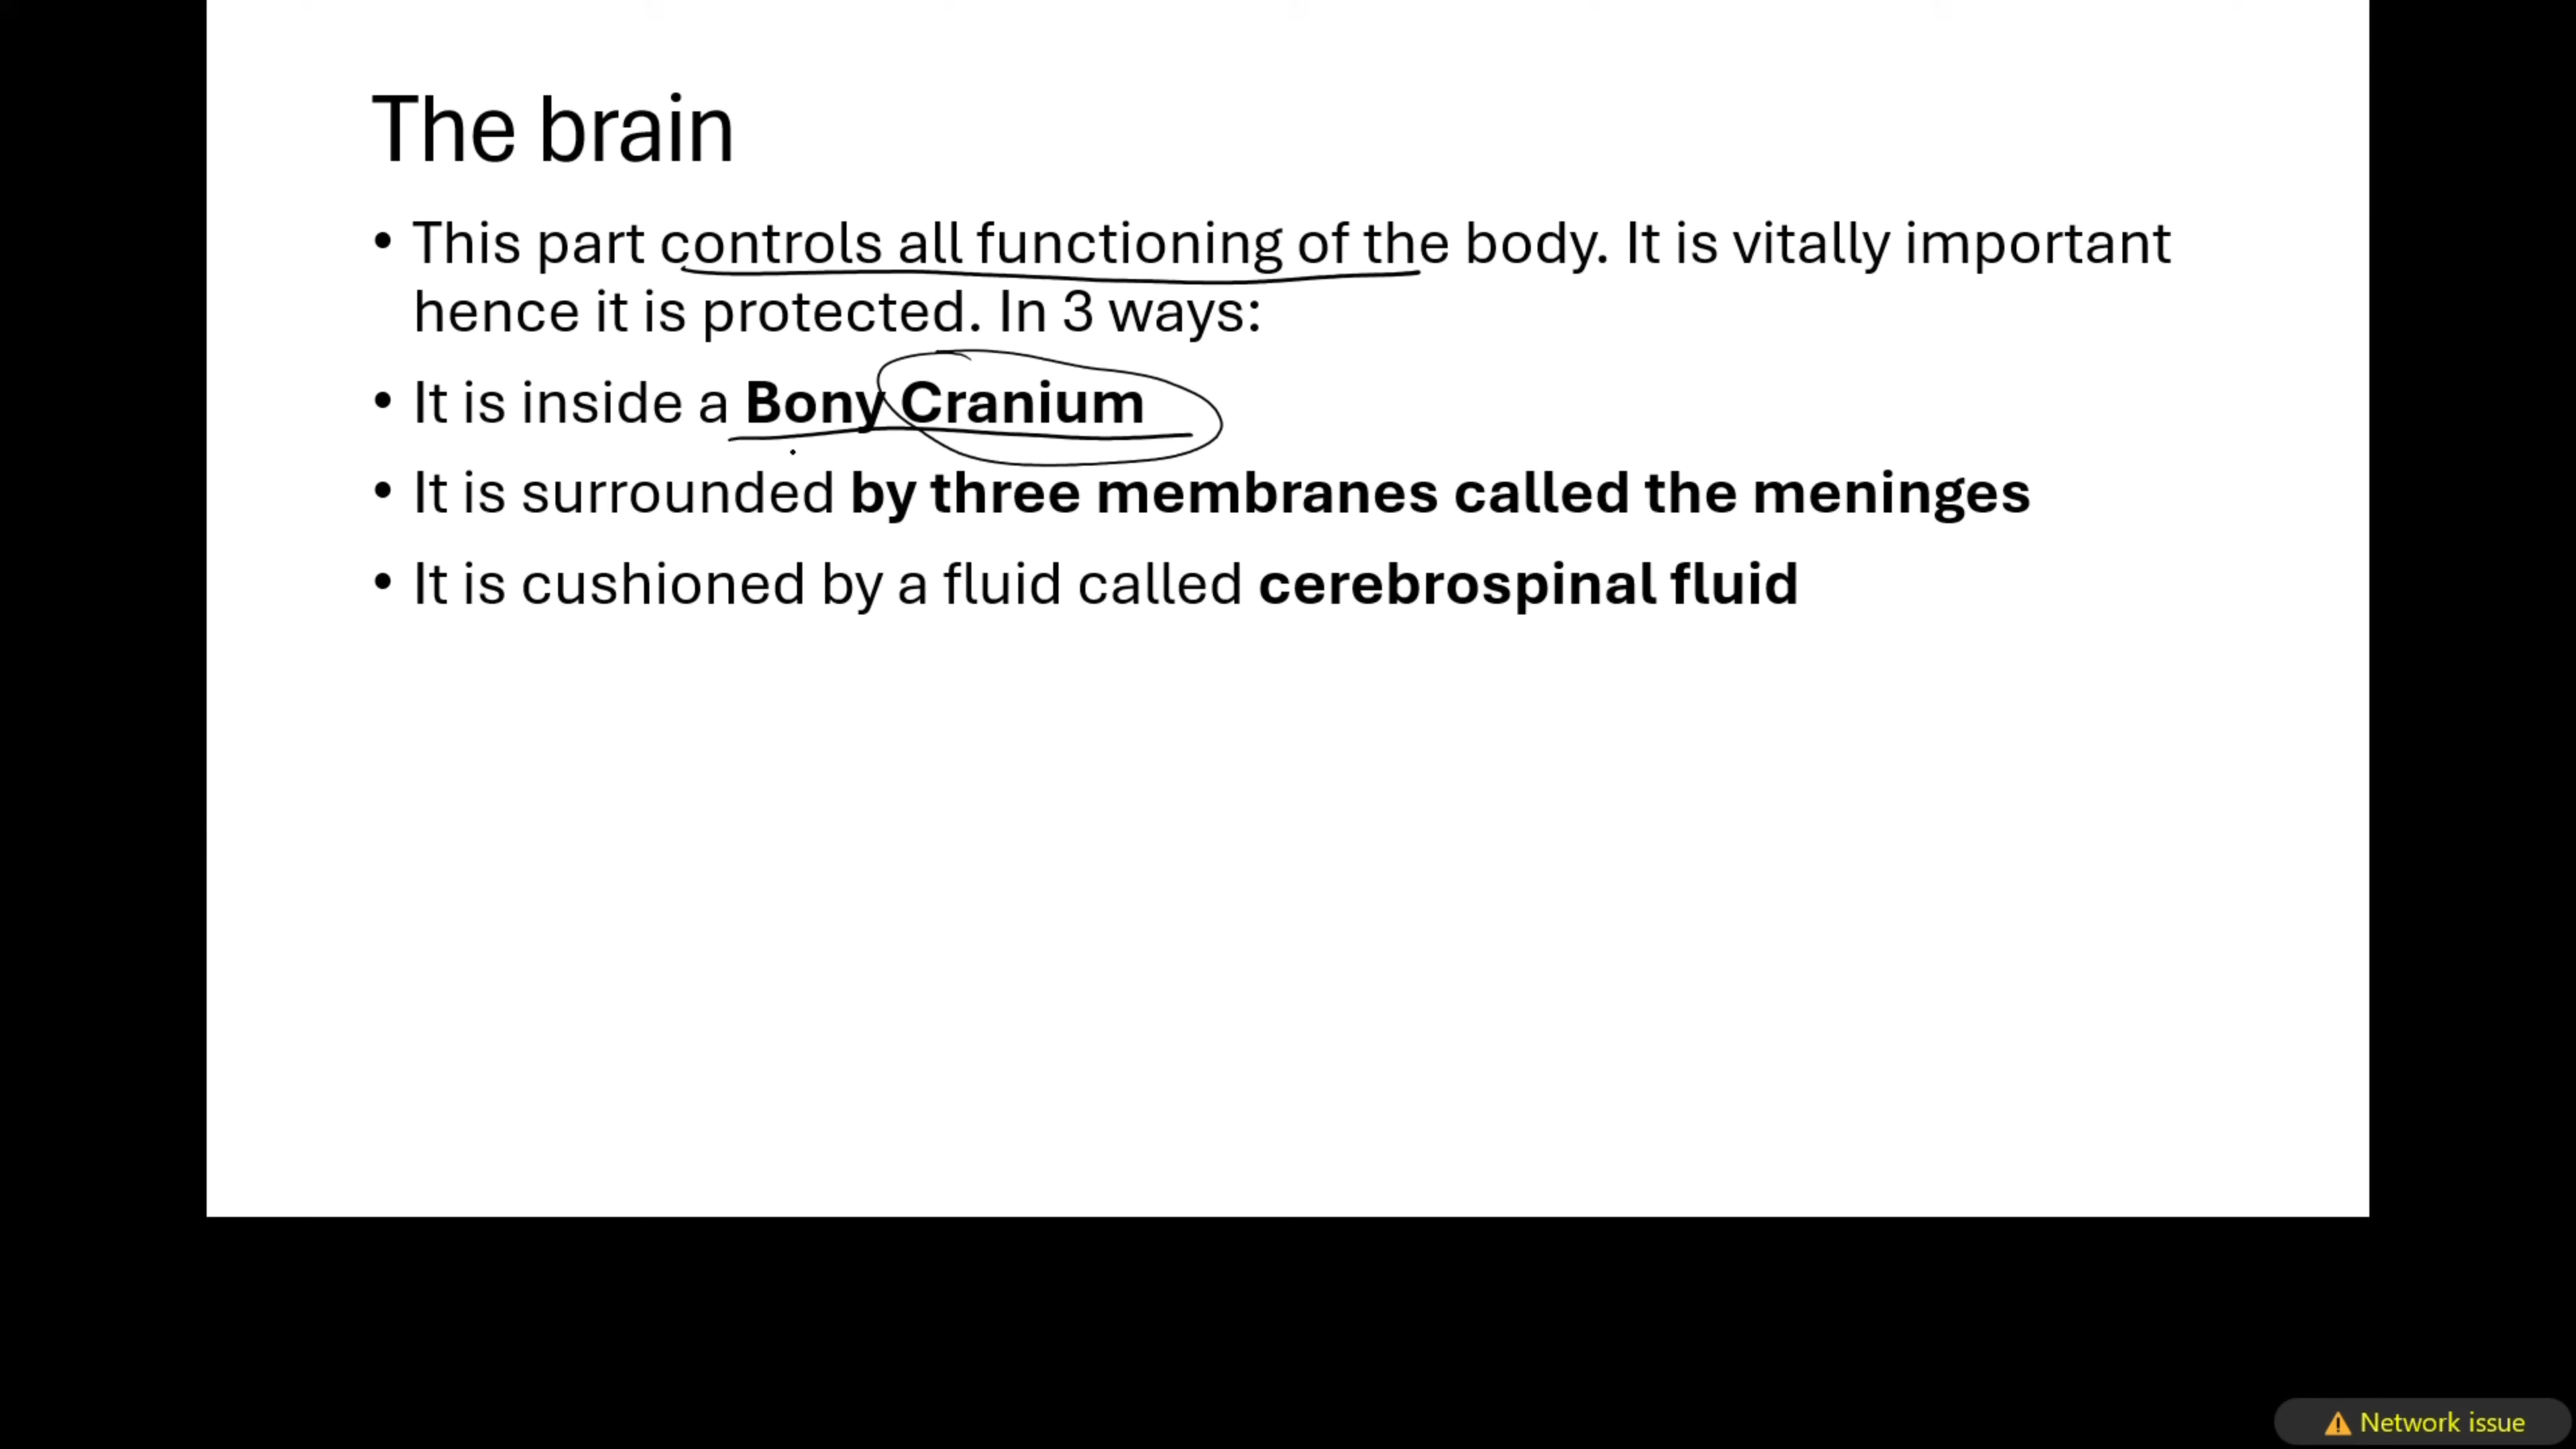 The brain
• This part controls all functioning of the body. It is vitally important
hence it is protected. In 3 ways:
• It is inside a Bony Cranium
• It is surrounded by three membranes called the meninges
• It is cushioned by a fluid called cerebrospinal fluid
Network issue